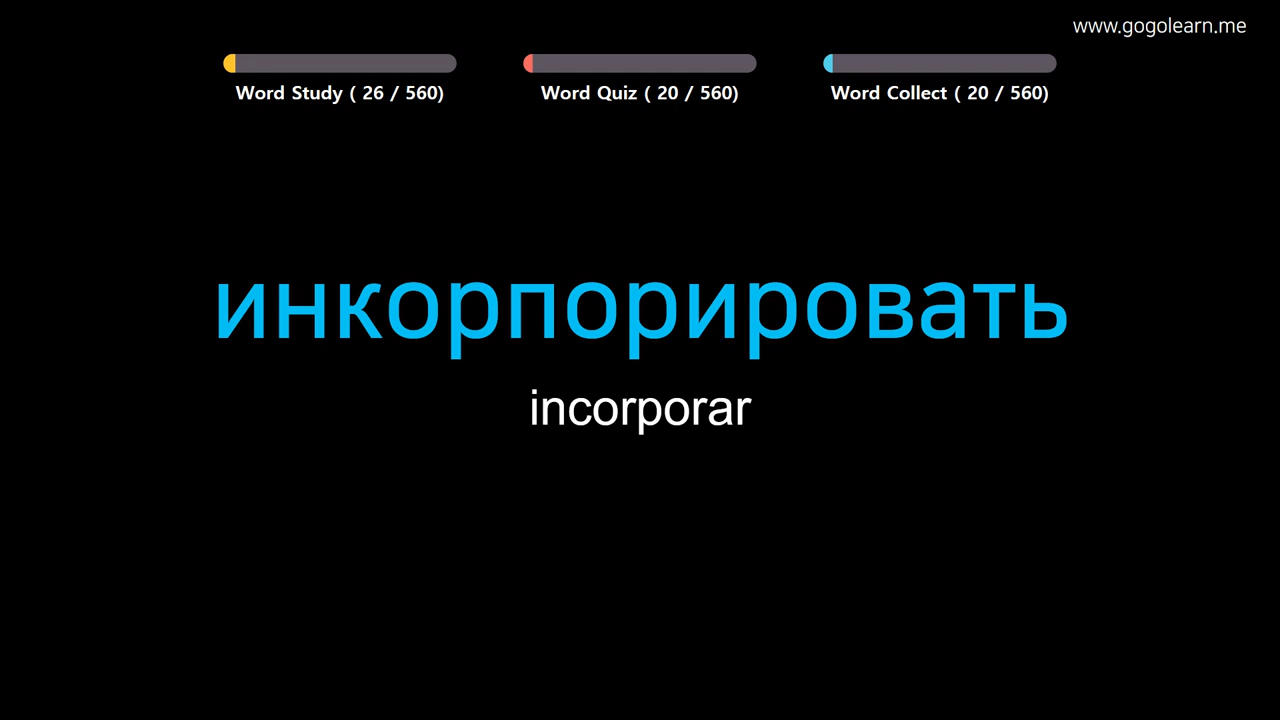 www.gogolearn.me
Word Study ( 26 / 560)
Word Quiz ( 20 / 560)
Word Collect ( 20 / 560)
инкорпорировать
incorporar